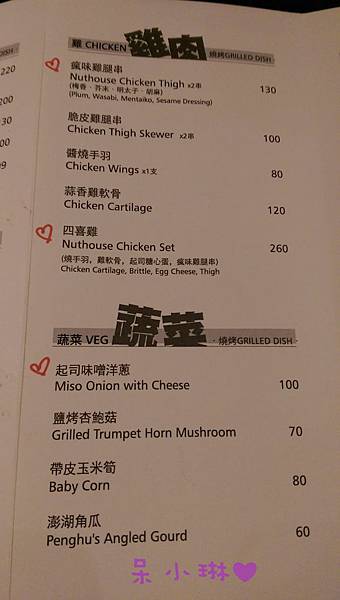 DISH
220
200
30
00
09
雞 CHICKEN 雞肉 燒烤GRILLED DISH
瘋味雞腿串
Nuthouse Chicken Thigh x2串 130
(梅香、芥末、明太子、胡麻)
(Plum, Wasabi, Mentaiko, Sesame Dressing)
脆皮雞腿串
Chicken Thigh Skewer x2串 100
醬燒手羽
Chicken Wings x1支 80
蒜香雞軟骨
Chicken Cartilage 120
四喜雞
Nuthouse Chicken Set 260
(燒手羽, 雞軟骨, 起司糖心蛋, 瘋味雞腿串)
Chicken Cartilage, Brittle, Egg Cheese, Thigh
蔬菜 VEG 蔬菜 ·燒烤GRILLED DISH·
起司味噌洋蔥
Miso Onion with Cheese 100
鹽烤杏鮑菇
Grilled Trumpet Horn Mushroom 70
帶皮玉米筍
Baby Corn 80
澎湖角瓜
Penghu's Angled Gourd 60
呆小琳